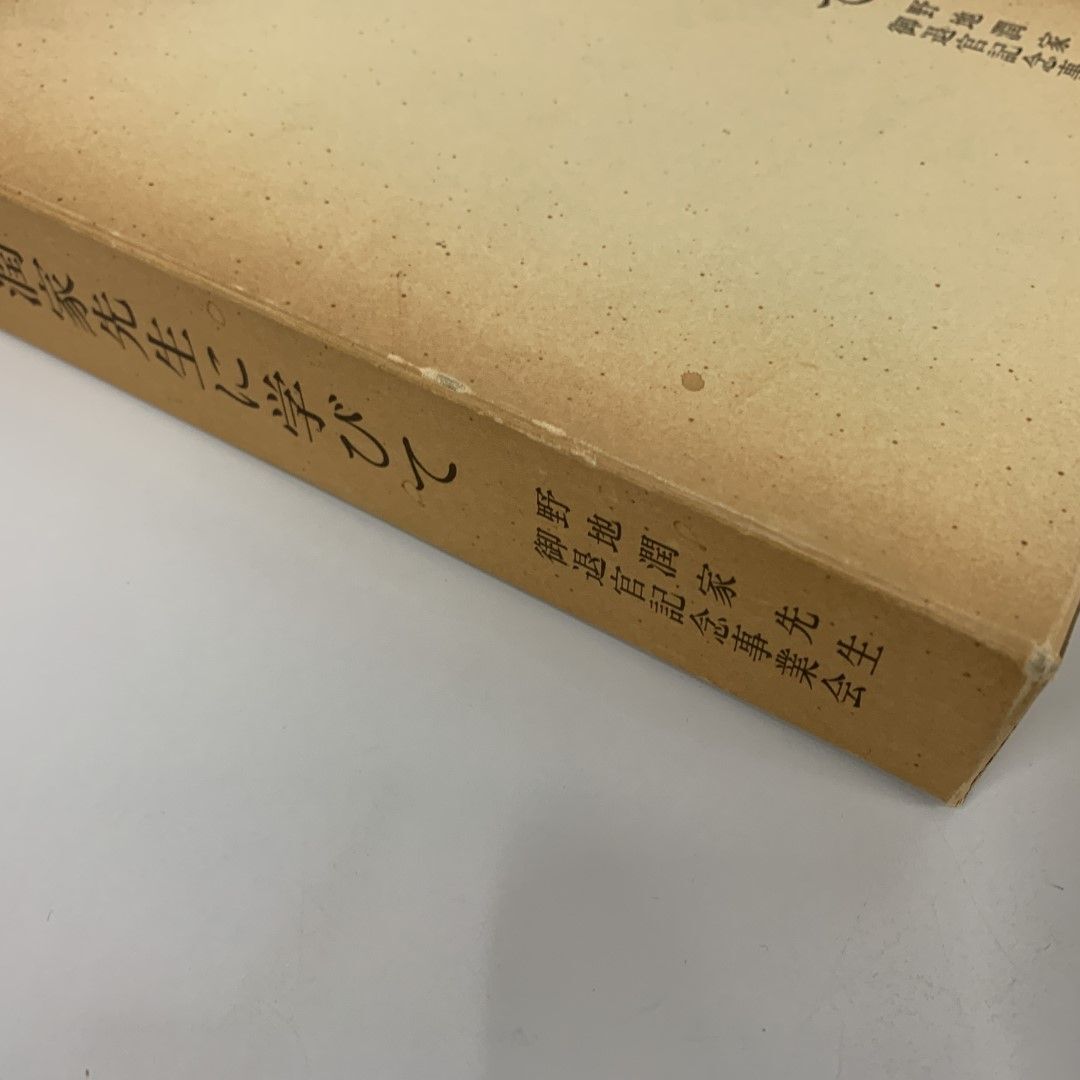 潤家先生に学びて
野地潤家先生
御退官記念事業会
て
野地潤家
御退官記念事